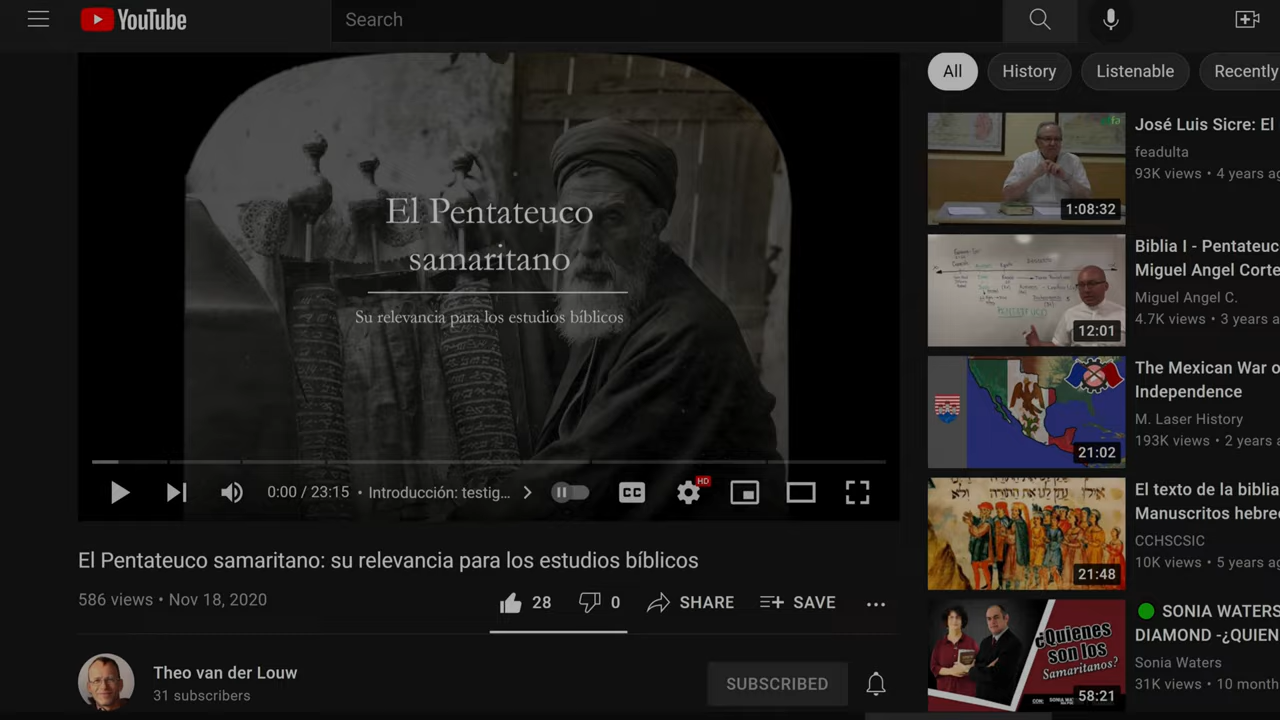 YouTube
Search
All
History
Listenable
Recently
El Pentateuco
samaritano
Su relevancia para los estudios bíblicos
0:00 / 23:15 • Introducción: testig...
CC
HD
El Pentateuco samaritano: su relevancia para los estudios bíblicos
586 views • Nov 18, 2020
28
0
SHARE
SAVE
Theo van der Louw
31 subscribers
SUBSCRIBED
José Luis Sicre: El
feadulta
93K views • 4 years ag
1:08:32
Biblia I - Pentateuc
Miguel Angel Corte
Miguel Angel C.
4.7K views • 3 years a
12:01
The Mexican War o
Independence
M. Laser History
193K views • 2 years a
21:02
El texto de la biblia
Manuscritos hebre
CCHSCSIC
10K views • 5 years ag
21:48
SONIA WATERS
DIAMOND -¿QUIEN
Sonia Waters
31K views • 10 month
¿Quienes
son los
Samaritanos?
58:21